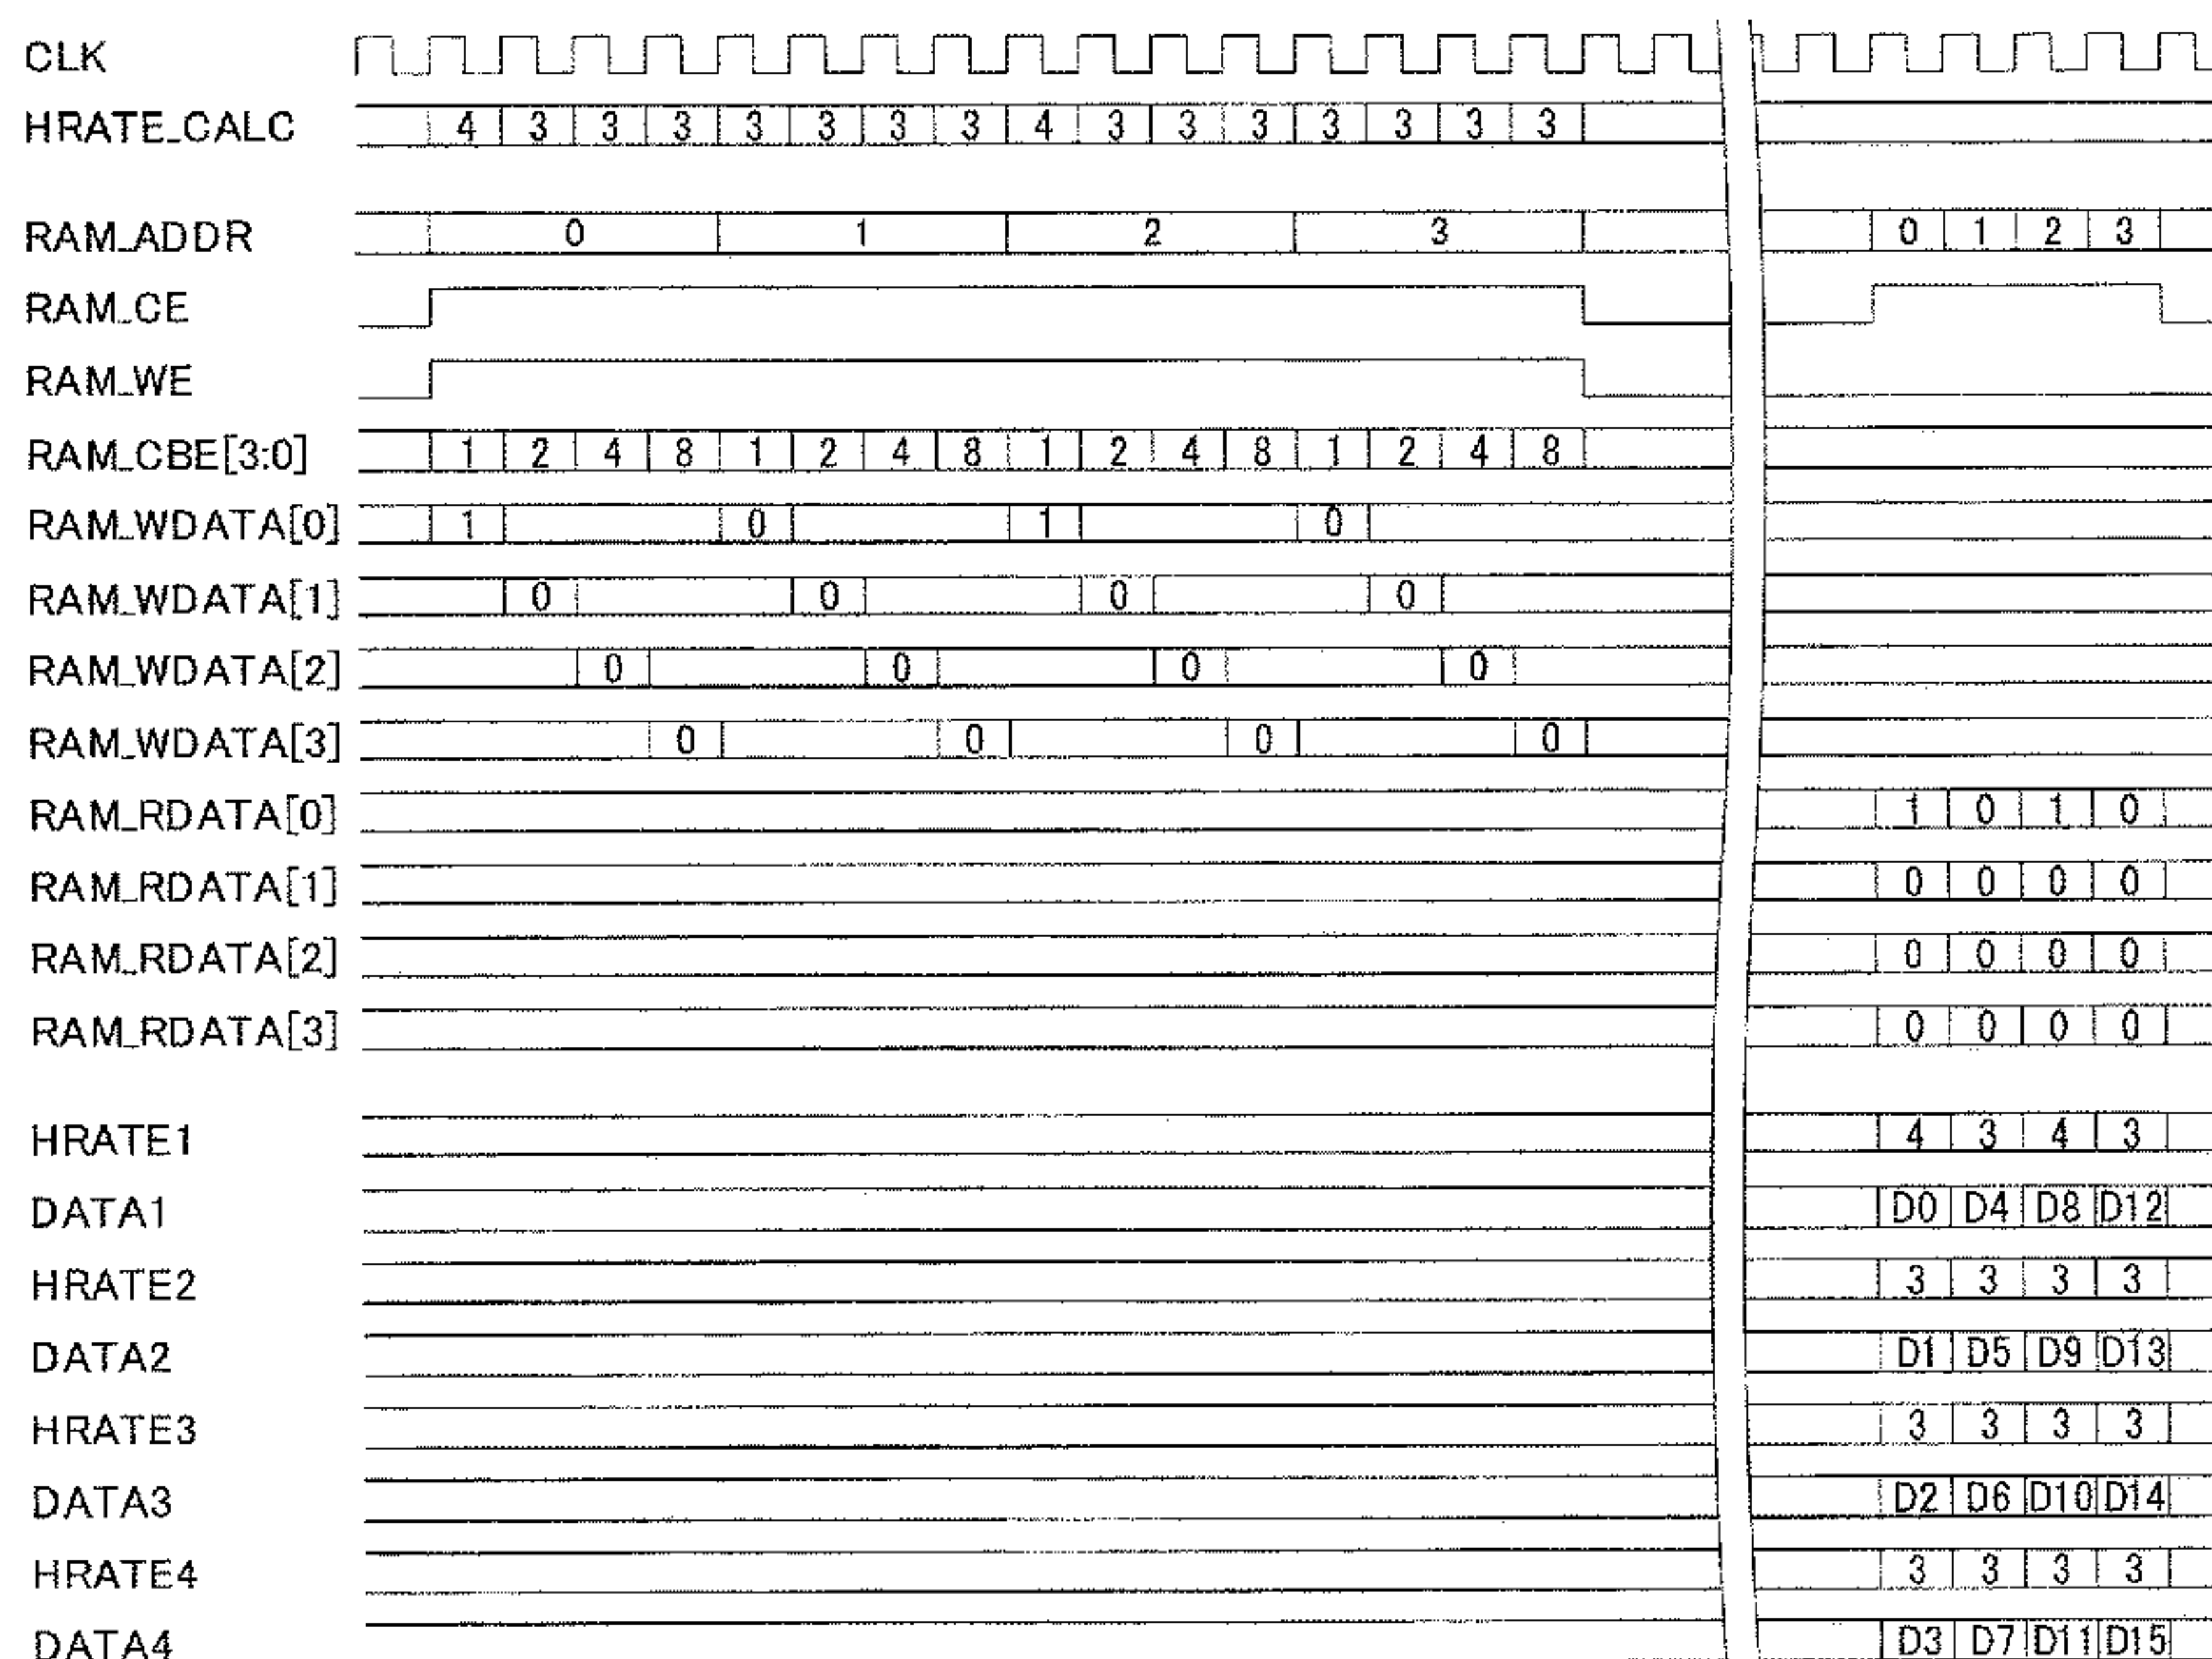 CLK
HRATE_CALC 4 3 3 3 3 3 3 3 4 3 3 3 3 3 3 3
RAM_ADDR 0 1 2 3 0 1 2 3
RAM_CE
RAM_WE
RAM_CBE[3:0] 1 2 4 8 1 2 4 8 1 2 4 8 1 2 4 8
RAM_WDATA[0] 1 0 1 0
RAM_WDATA[1] 0 0 0 0
RAM_WDATA[2] 0 0 0 0
RAM_WDATA[3] 0 0 0 0
RAM_RDATA[0] 1 0 1 0
RAM_RDATA[1] 0 0 0 0
RAM_RDATA[2] 0 0 0 0
RAM_RDATA[3] 0 0 0 0
HRATE1 4 3 4 3
DATA1 D0 D4 D8 D12
HRATE2 3 3 3 3
DATA2 D1 D5 D9 D13
HRATE3 3 3 3 3
DATA3 D2 D6 D10 D14
HRATE4 3 3 3 3
DATA4 D3 D7 D11 D15